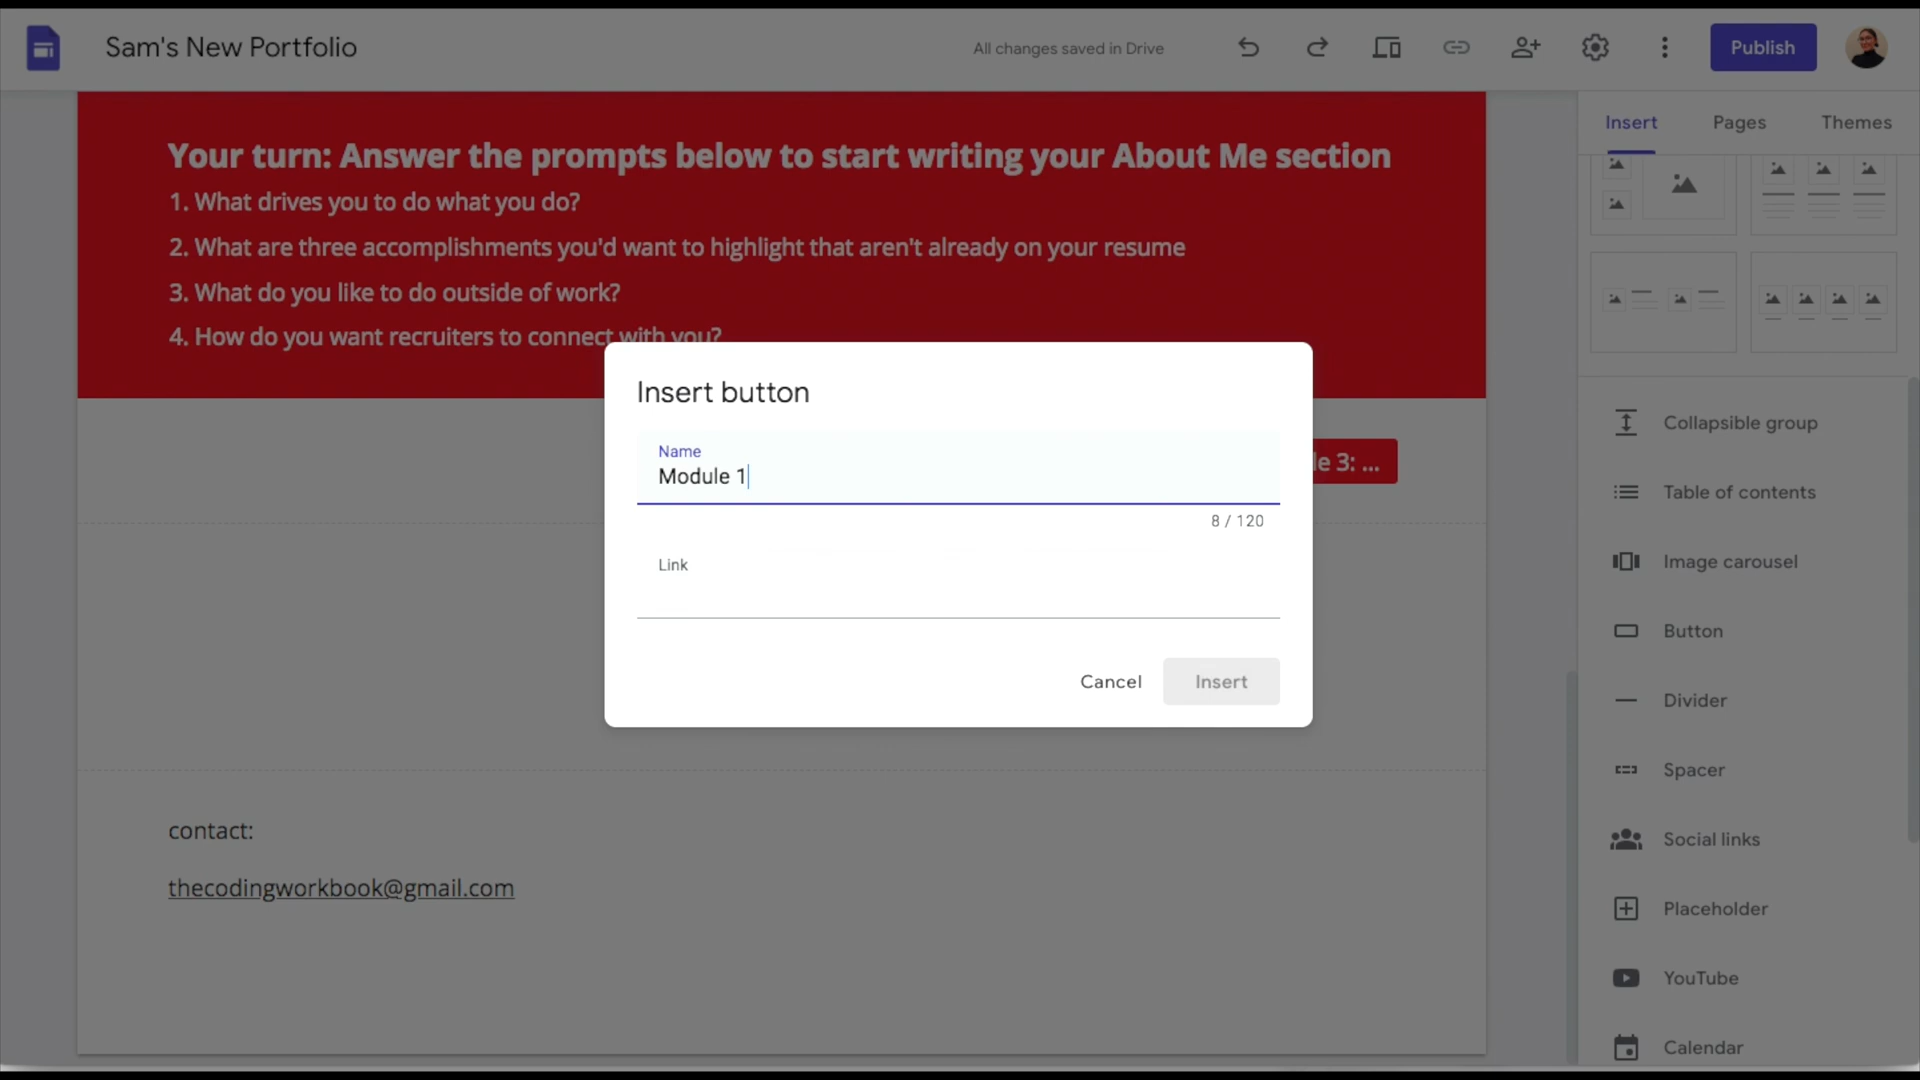 Sam's New Portfolio
All changes saved in Drive
Publish
Insert
Pages
Themes
Your turn: Answer the prompts below to start writing your About Me section
1. What drives you to do what you do?
2. What are three accomplishments you'd want to highlight that aren't already on your resume
3. What do you like to do outside of work?
4. How do you want recruiters to connect with you?
Insert button
Name
Module 1
8 / 120
Link
Cancel
Insert
le 3: ...
contact:
thecodingworkbook@gmail.com
Collapsible group
Table of contents
Image carousel
Button
Divider
Spacer
Social links
Placeholder
YouTube
Calendar